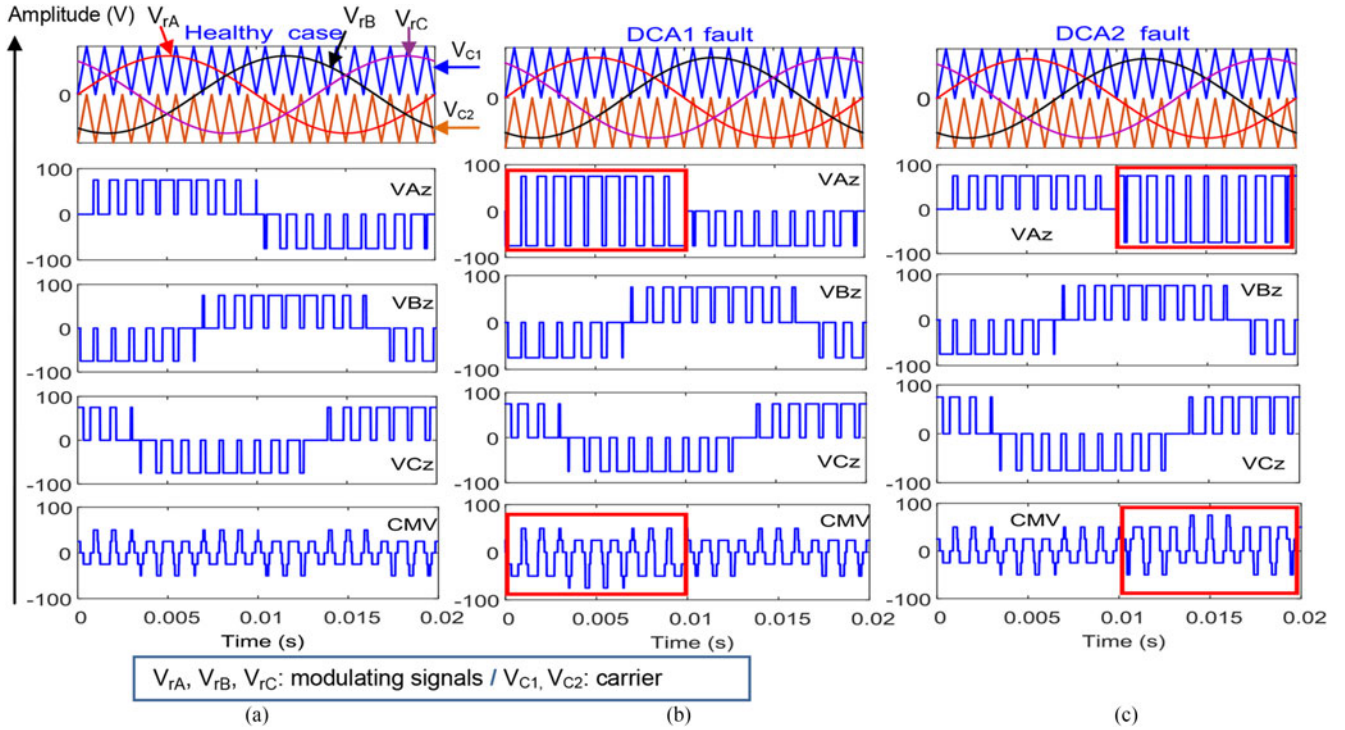 Amplitude (V)
VrA
VrB
VrC
Healthy case
VC1
0
VC2
100
VAz
0
-100
100
VBz
0
-100
100
0
VCz
-100
100
CMV
0
-100
0 0.005 0.01 0.015 0.02
Time (s)
DCA1 fault
0
100
VAz
0
-100
100
VBz
0
-100
100
0
VCz
-100
100
CMV
0
-100
0 0.005 0.01 0.015 0.02
Time (s)
DCA2 fault
0
100
0
VAz
-100
100
VBz
0
-100
100
0
VCz
-100
100
CMV
0
-100
0 0.005 0.01 0.015 0.02
Time (s)
VrA, VrB, VrC: modulating signals / VC1, VC2: carrier
(a)
(b)
(c)